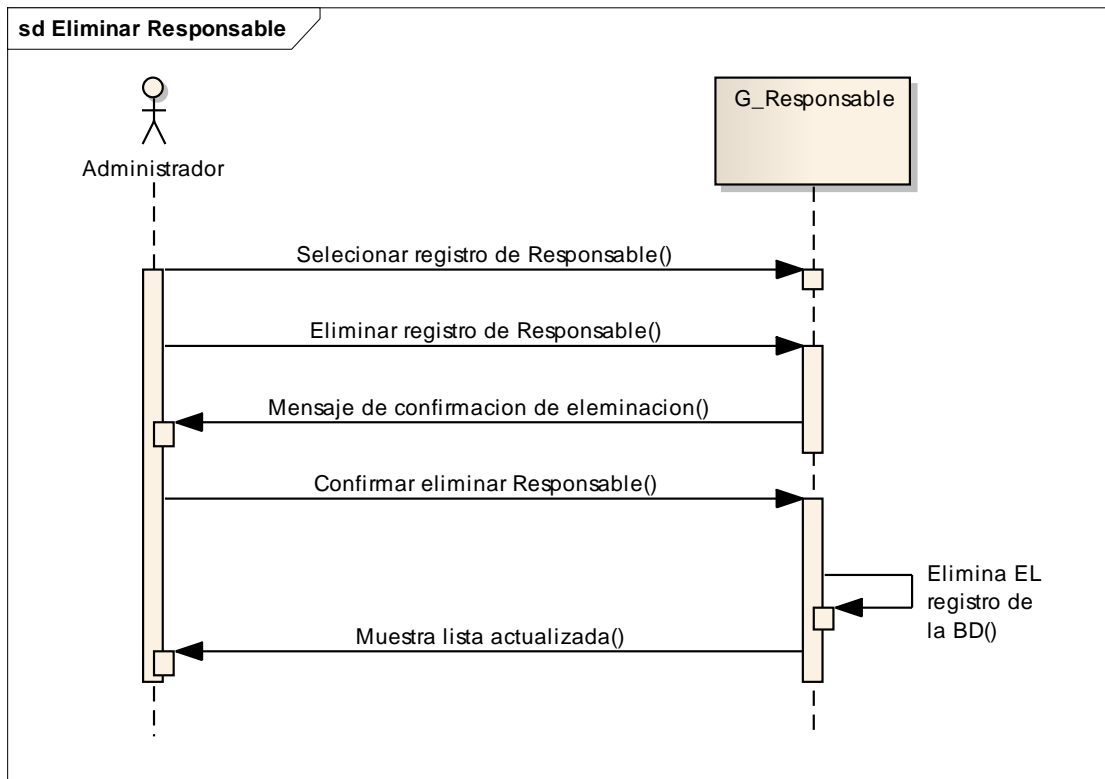 sd Eliminar Responsable
Administrador
G_Responsable
Selecionar registro de Responsable()
Eliminar registro de Responsable()
Mensaje de confirmacion de eleminacion()
Confirmar eliminar Responsable()
Elimina EL
registro de
la BD()
Muestra lista actualizada()